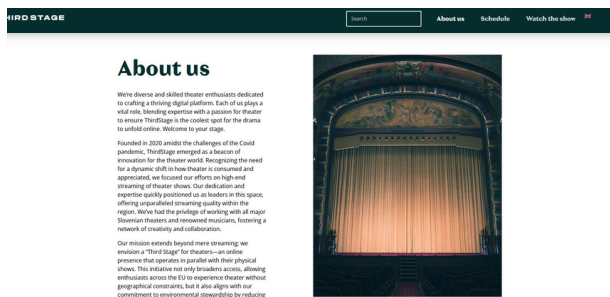 HIRD STAGE
Search
About us
Schedule
Watch the show
About us
We're diverse and skilled theater enthusiasts dedicated
to crafting a thriving digital platform. Each of us plays a
vital role, blending expertise with a passion for theater
to ensure ThirdStage is the coolest spot for the drama
to unfold online. Welcome to your stage.
Founded in 2020 amidst the challenges of the Covid
pandemic, ThirdStage emerged as a beacon of
innovation for the theater world. Recognizing the need
for a dynamic shift in how theater is consumed and
appreciated, we focused our efforts on high-end
streaming of theater shows. Our dedication and
expertise quickly positioned us as leaders in this space,
offering unparalleled streaming quality within the
region. We've had the privilege of working with all major
Slovenian theaters and renowned musicians, fostering a
network of creativity and collaboration.
Our mission extends beyond mere streaming; we
envision a "Third Stage" for theaters—an online
presence that operates in parallel with their physical
shows. This initiative not only broadens access, allowing
enthusiasts across the EU to experience theater without
geographical constraints, but it also aligns with our
commitment to environmental stewardship by reducing